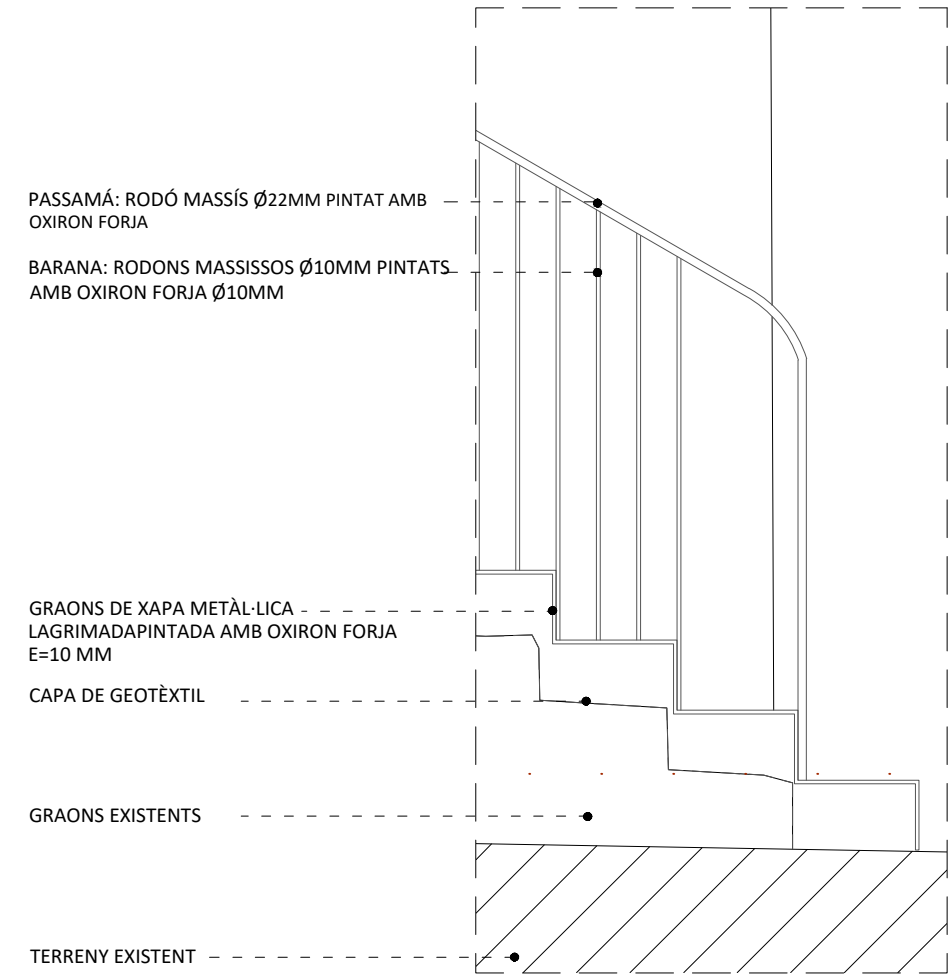 PASSAMÁ: RODÓ MASSÍS Ø22MM PINTAT AMB
OXIRON FORJA
BARANA: RODONS MASSISSOS Ø10MM PINTATS
AMB OXIRON FORJA Ø10MM
GRAONS DE XAPA METÀL·LICA
LAGRIMADAPINTADA AMB OXIRON FORJA
E=10 MM
CAPA DE GEOTÈXTIL
GRAONS EXISTENTS
TERRENY EXISTENT